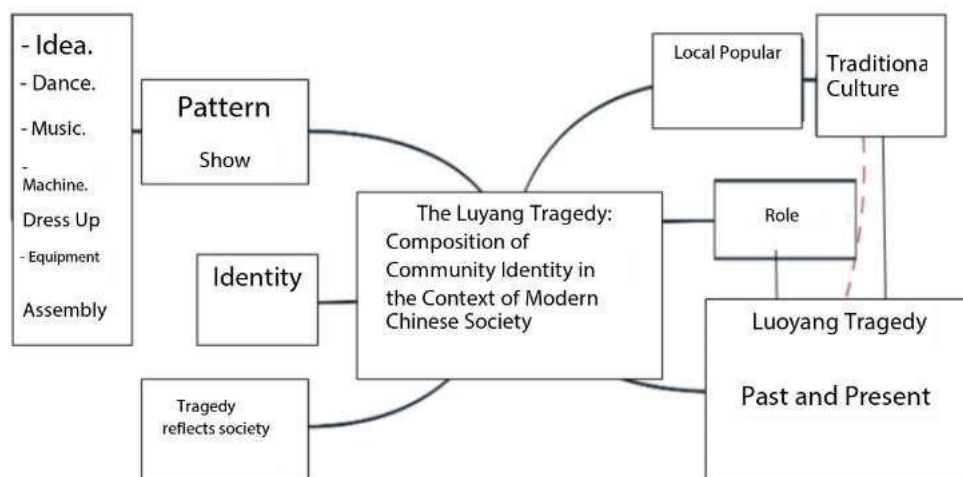 - Idea.
- Dance.
- Music.
-
Machine.
Dress Up
- Equipment
Assembly
Pattern
Show
Identity
Tragedy
reflects society
The Luyang Tragedy:
Composition of
Community Identity in
the Context of Modern
Chinese Society
Local Popular
Traditiona
Culture
Role
Luoyang Tragedy
Past and Present